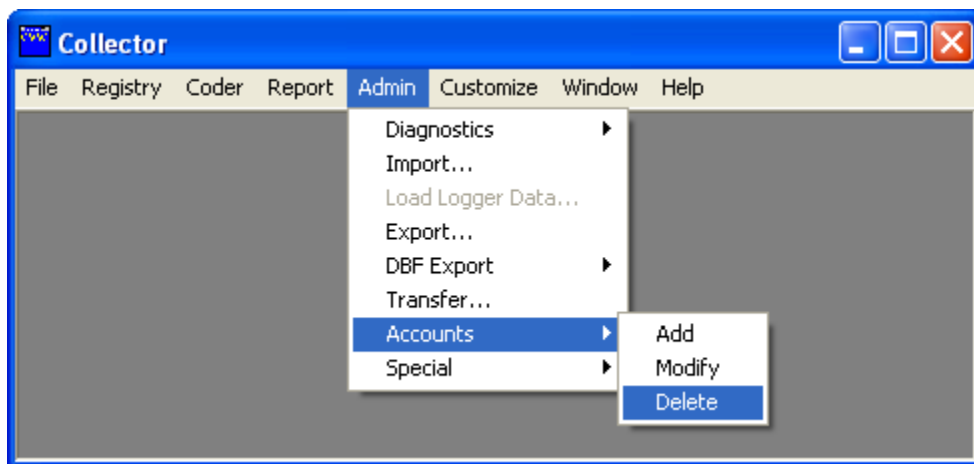 Collector
File Registry Coder Report Admin Customize Window Help
Diagnostics
Import...
Load Logger Data...
Export...
DBF Export
Transfer...
Accounts
Special
Add
Modify
Delete